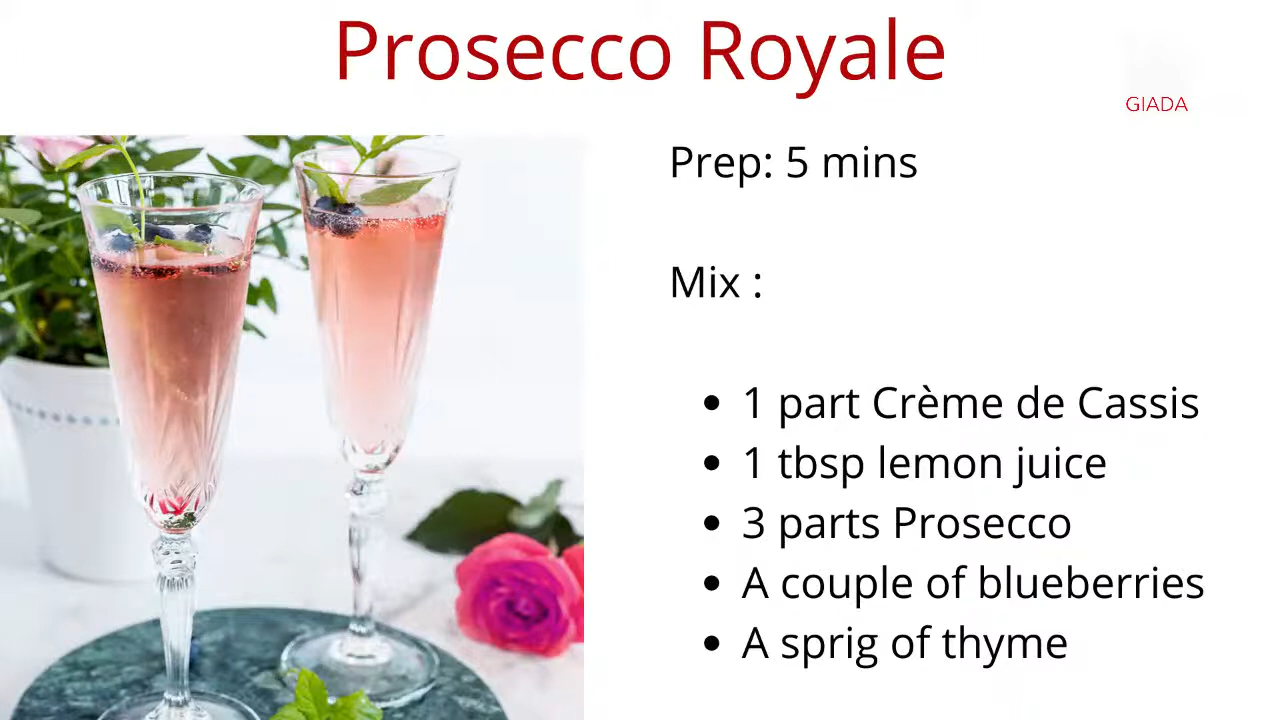 Prosecco Royale
GIADA
Prep: 5 mins
Mix :
• 1 part Crème de Cassis
• 1 tbsp lemon juice
• 3 parts Prosecco
• A couple of blueberries
• A sprig of thyme